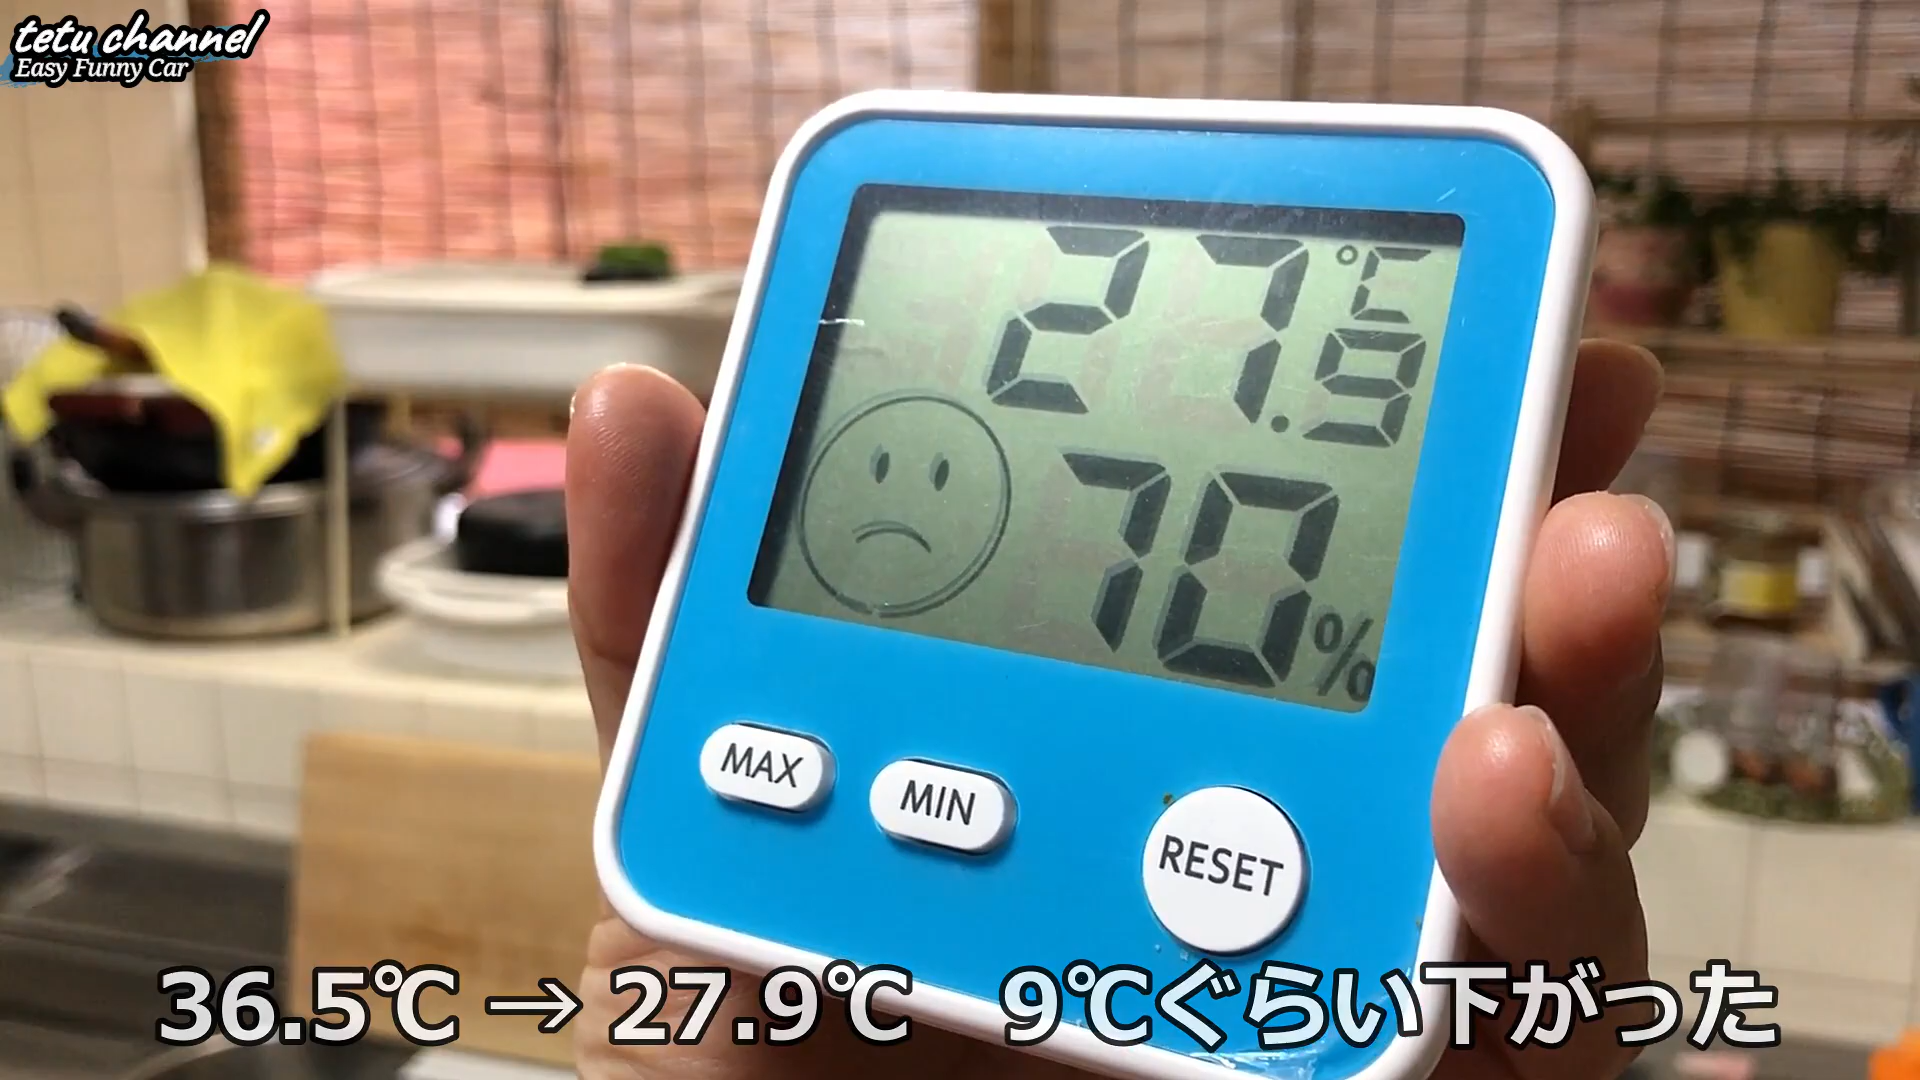 tetu channel
Easy Funny Car
27.9℃
70%
MAX
MIN
RESET
36.5℃ → 27.9℃　9℃ぐらい下がった